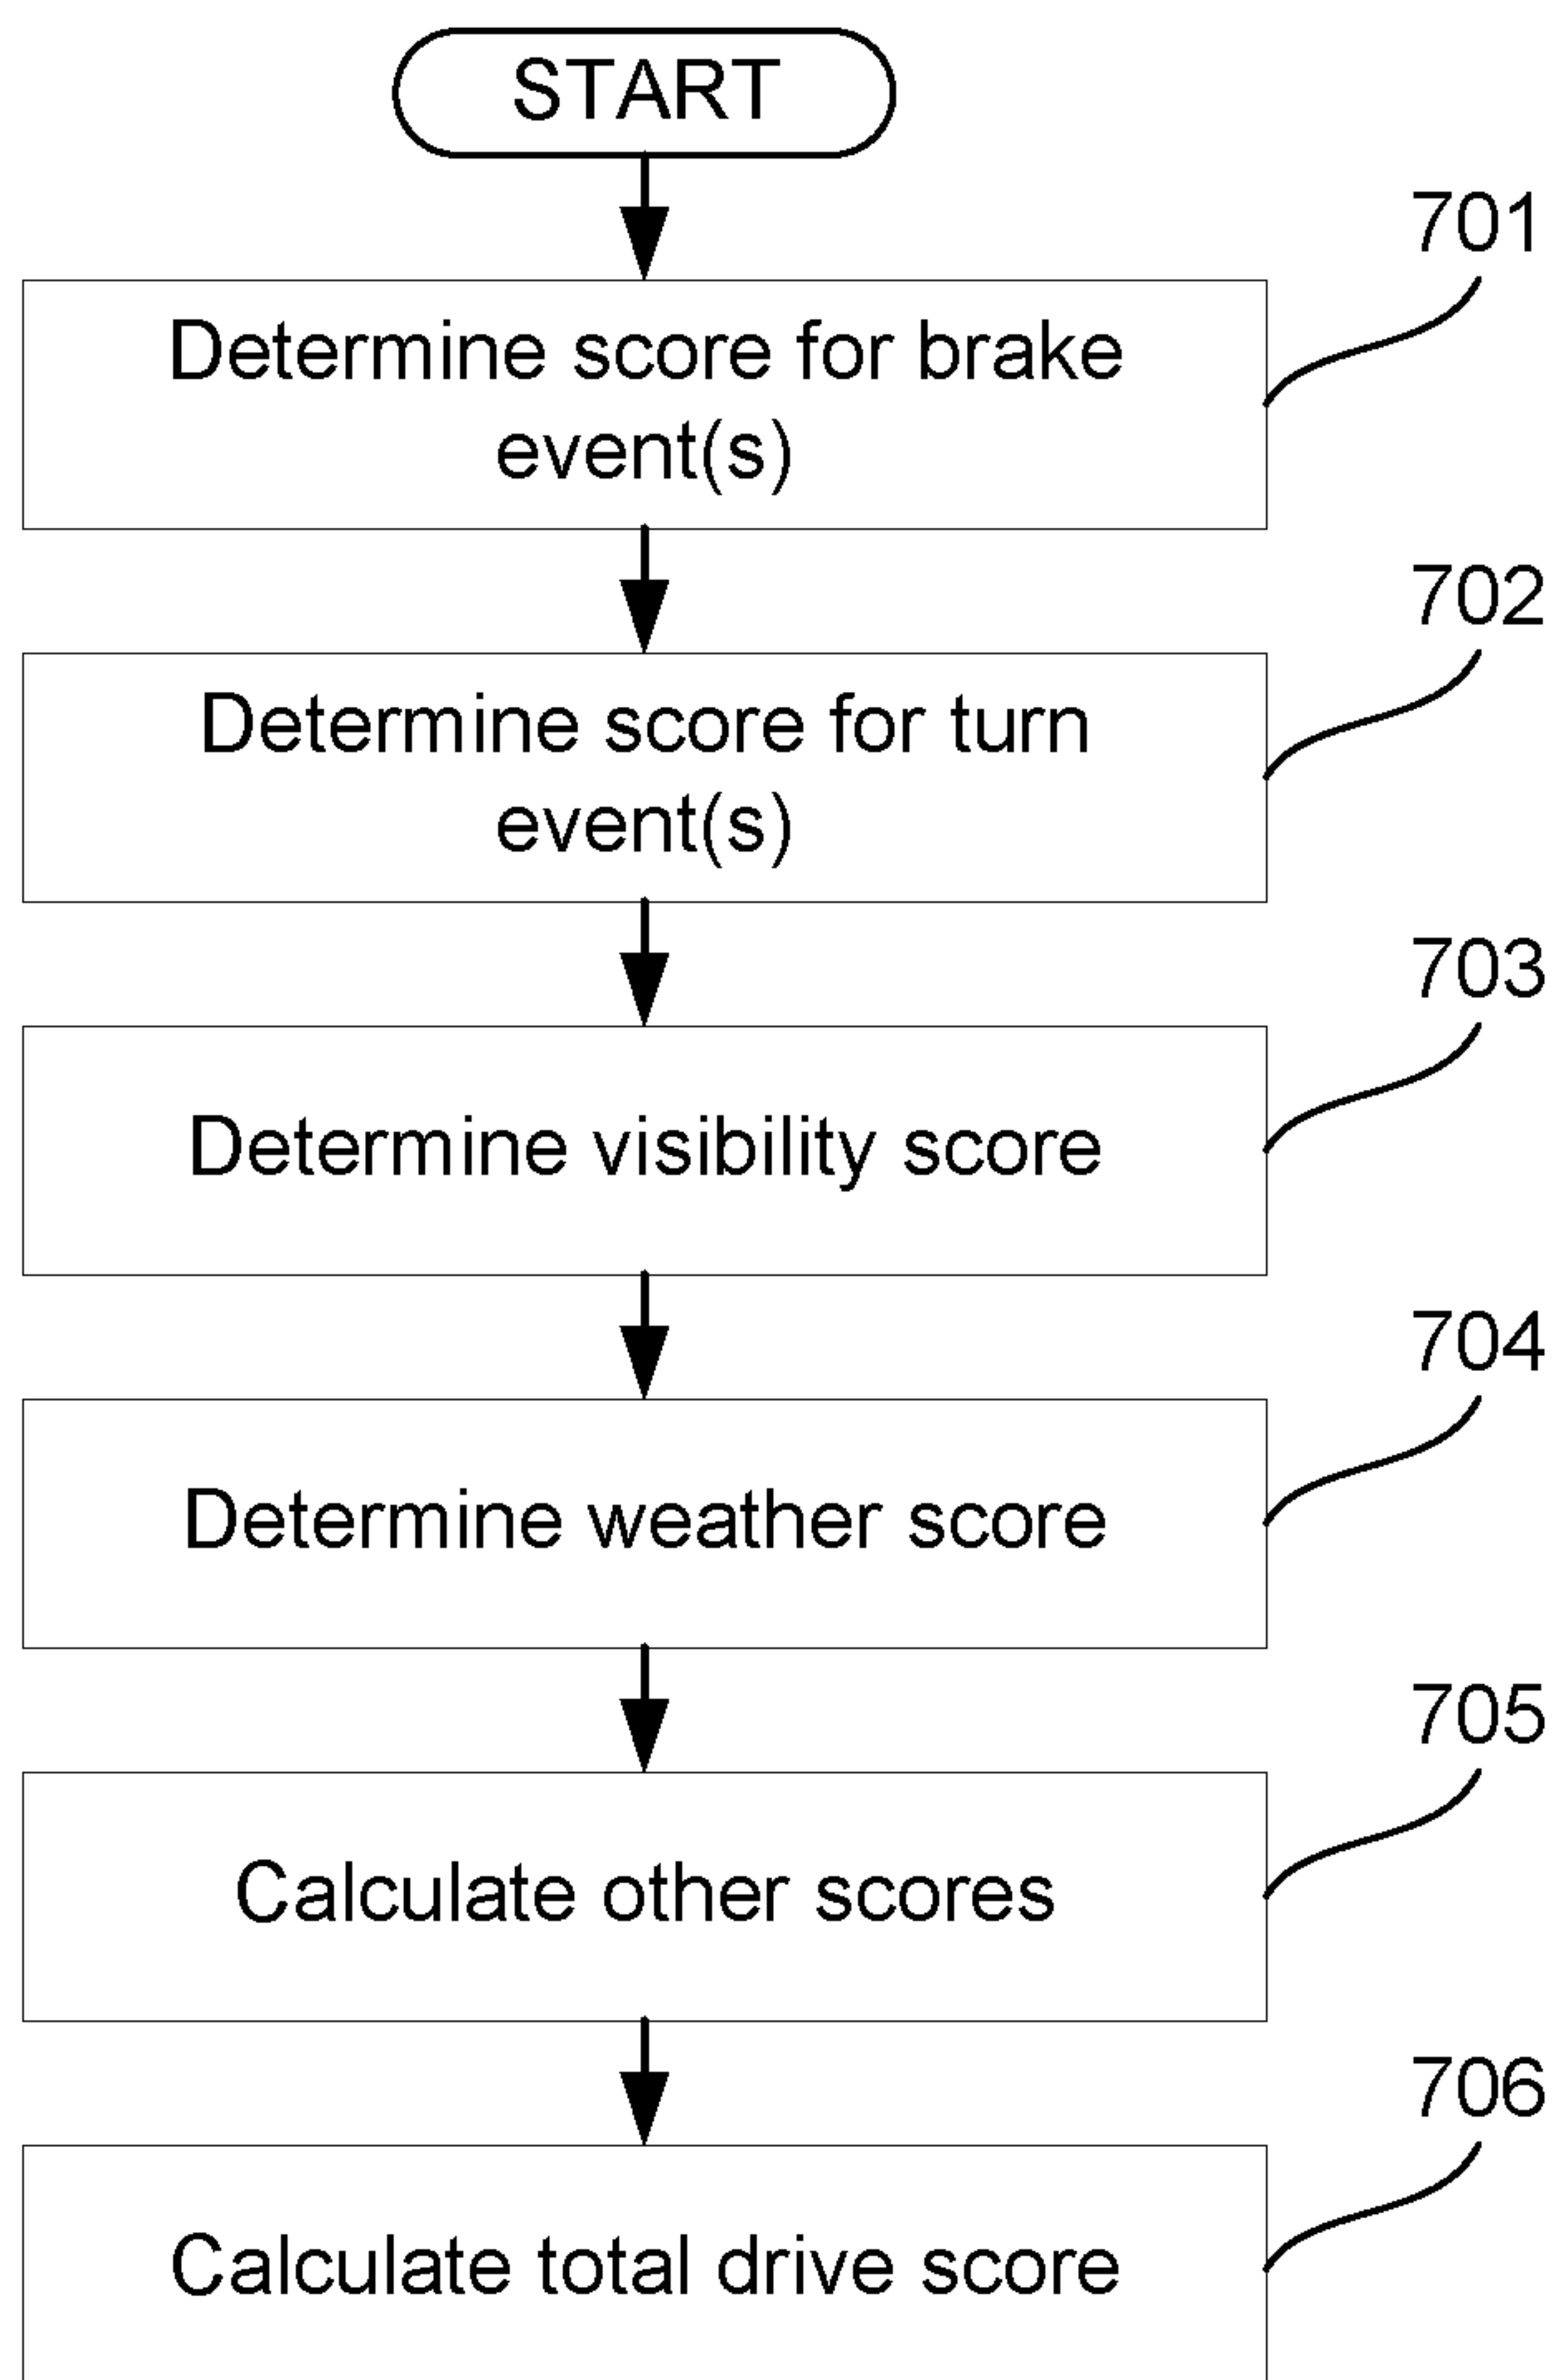 START
701
Determine score for brake
event(s)
702
Determine score for turn
event(s)
703
Determine visibility score
704
Determine weather score
705
Calculate other scores
706
Calculate total drive score